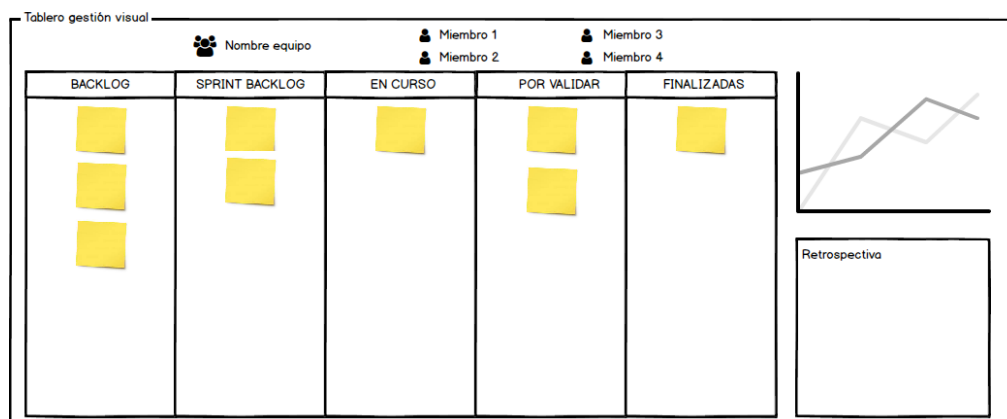 Tablero gestión visual
Nombre equipo
Miembro 1
Miembro 3
Miembro 2
Miembro 4
BACKLOG
SPRINT BACKLOG
EN CURSO
POR VALIDAR
FINALIZADAS
Retrospectiva